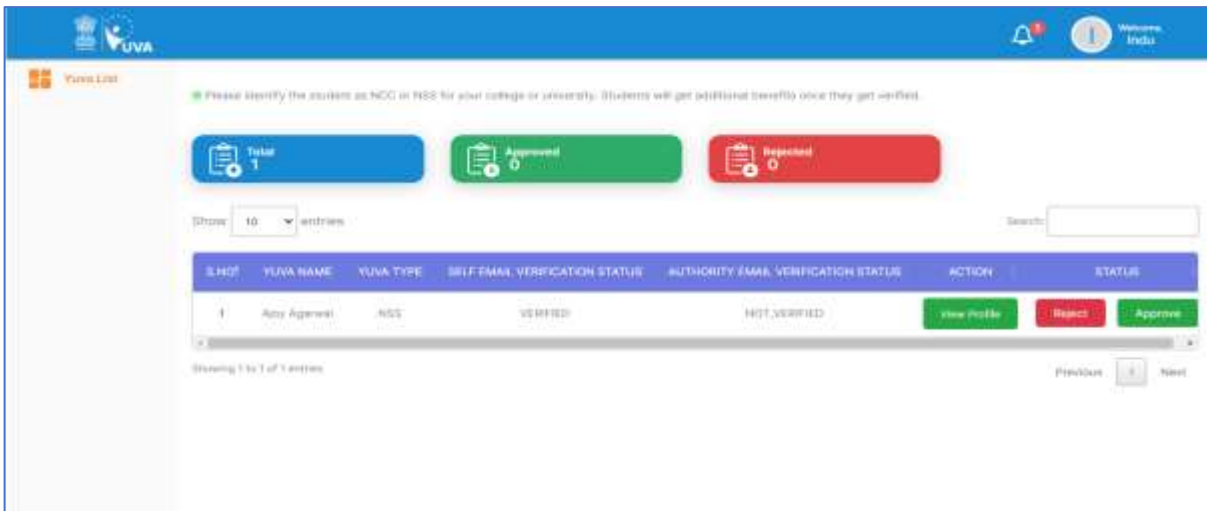 YUVA
1
Welcome,
I
Indu
Yuva List
Please identify the student as NCC or NSS for your college or university. Students will get additional benefits once they get verified.
Total
1
Approved
0
Rejected
0
Show 10 entries
Search:
S.NO YUVA NAME YUVA TYPE SELF EMAIL VERIFICATION STATUS AUTHORITY EMAIL VERIFICATION STATUS ACTION STATUS
1 Agarwal NSS VERIFIED NOT_VERIFIED View Profile Reject Approve
Showing 1 to 1 of 1 entries
Previous 1 Next